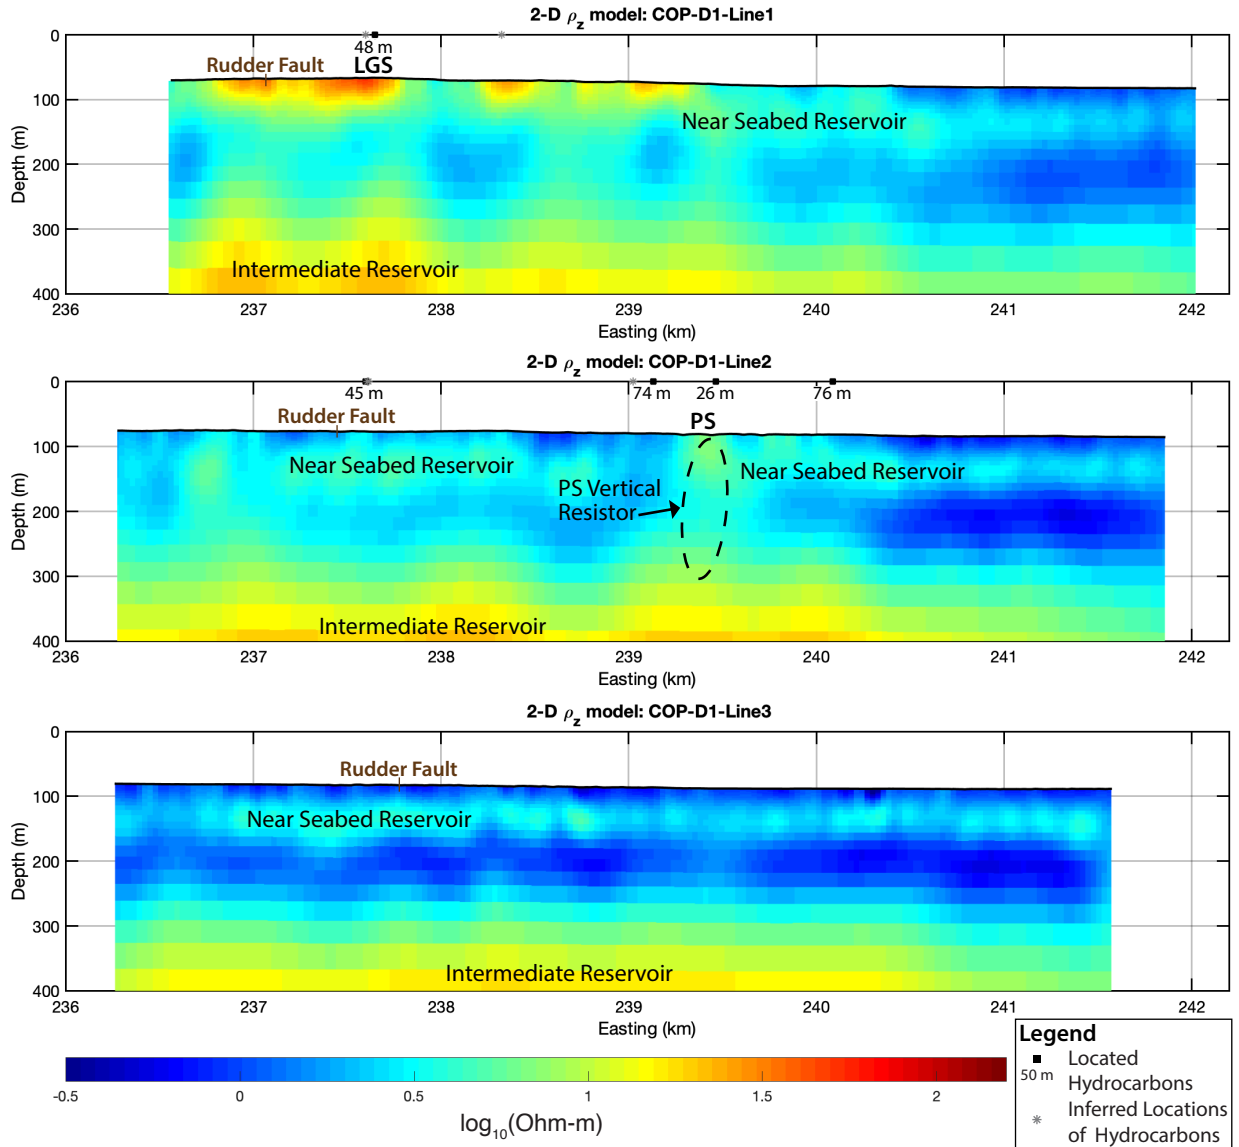 2-D ρz model: COP-D1-Line1
0
48 m
Rudder Fault
LGS
100
Near Seabed Reservoir
200
Depth (m)
300
Intermediate Reservoir
400
236 237 238 239 240 241 242
Easting (km)
2-D ρz model: COP-D1-Line2
0
45 m 74 m 26 m 76 m
Rudder Fault
PS
100
Near Seabed Reservoir
Near Seabed Reservoir
PS Vertical
Resistor
200
Depth (m)
300
Intermediate Reservoir
400
236 237 238 239 240 241 242
Easting (km)
2-D ρz model: COP-D1-Line3
0
Rudder Fault
100
Near Seabed Reservoir
200
Depth (m)
300
Intermediate Reservoir
400
236 237 238 239 240 241 242
Easting (km)
-0.5 0 0.5 1 1.5 2
log10(Ohm-m)
Legend
50 m
Located
Hydrocarbons
Inferred Locations
of Hydrocarbons